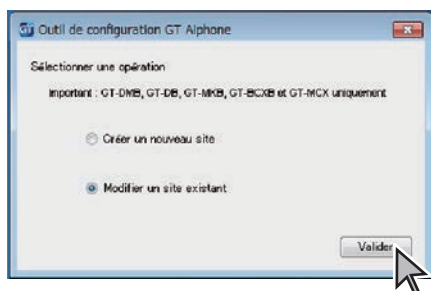 Outil de configuration GT Aiphone
Sélectionner une opération
Important : GT-DMB, GT-DB, GT-MKB, GT-BCXB et GT-MCX uniquement
Créer un nouveau site
Modifier un site existant
Valider